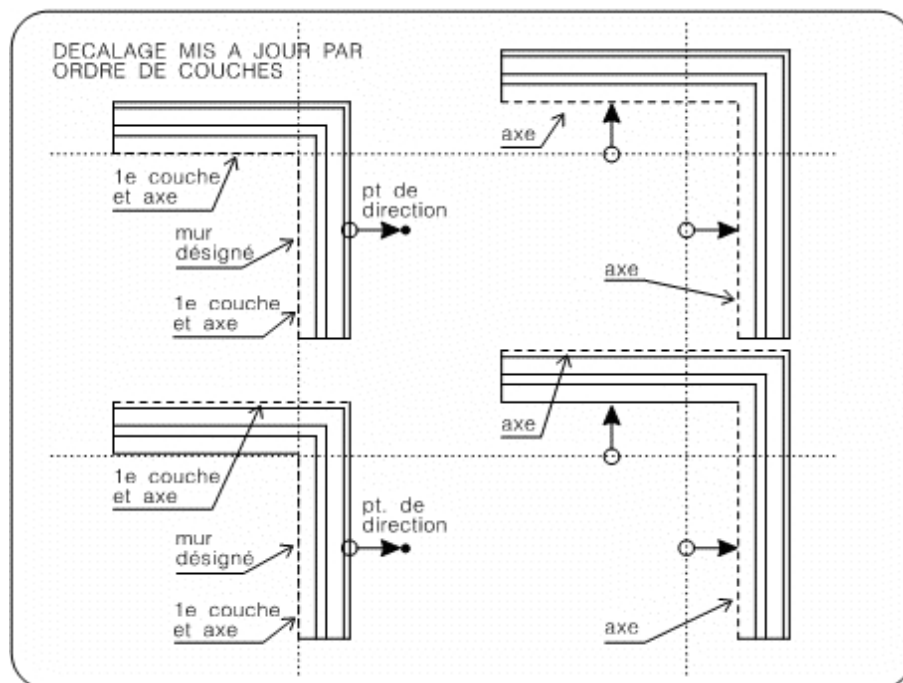 DECALAGE MIS A JOUR PAR
ORDRE DE COUCHES
1e couche
et axe
mur
désigné
1e couche
et axe
pt de
direction
axe
axe
1e couche
et axe
mur
désigné
1e couche
et axe
pt. de
direction
axe
axe